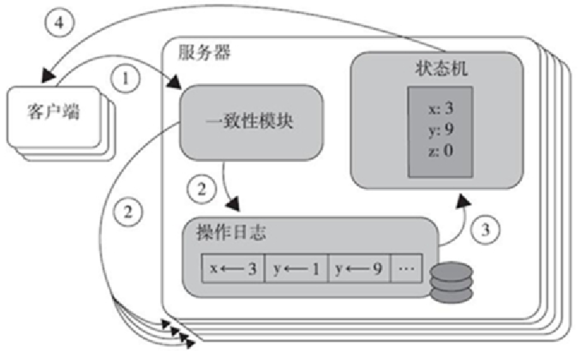 ④
服务器
状态机
①
x: 3
客户端
y: 9
一致性模块
z: 0
②
②
③
操作日志
x ← 3 y ← 1 y ← 9 ⋯